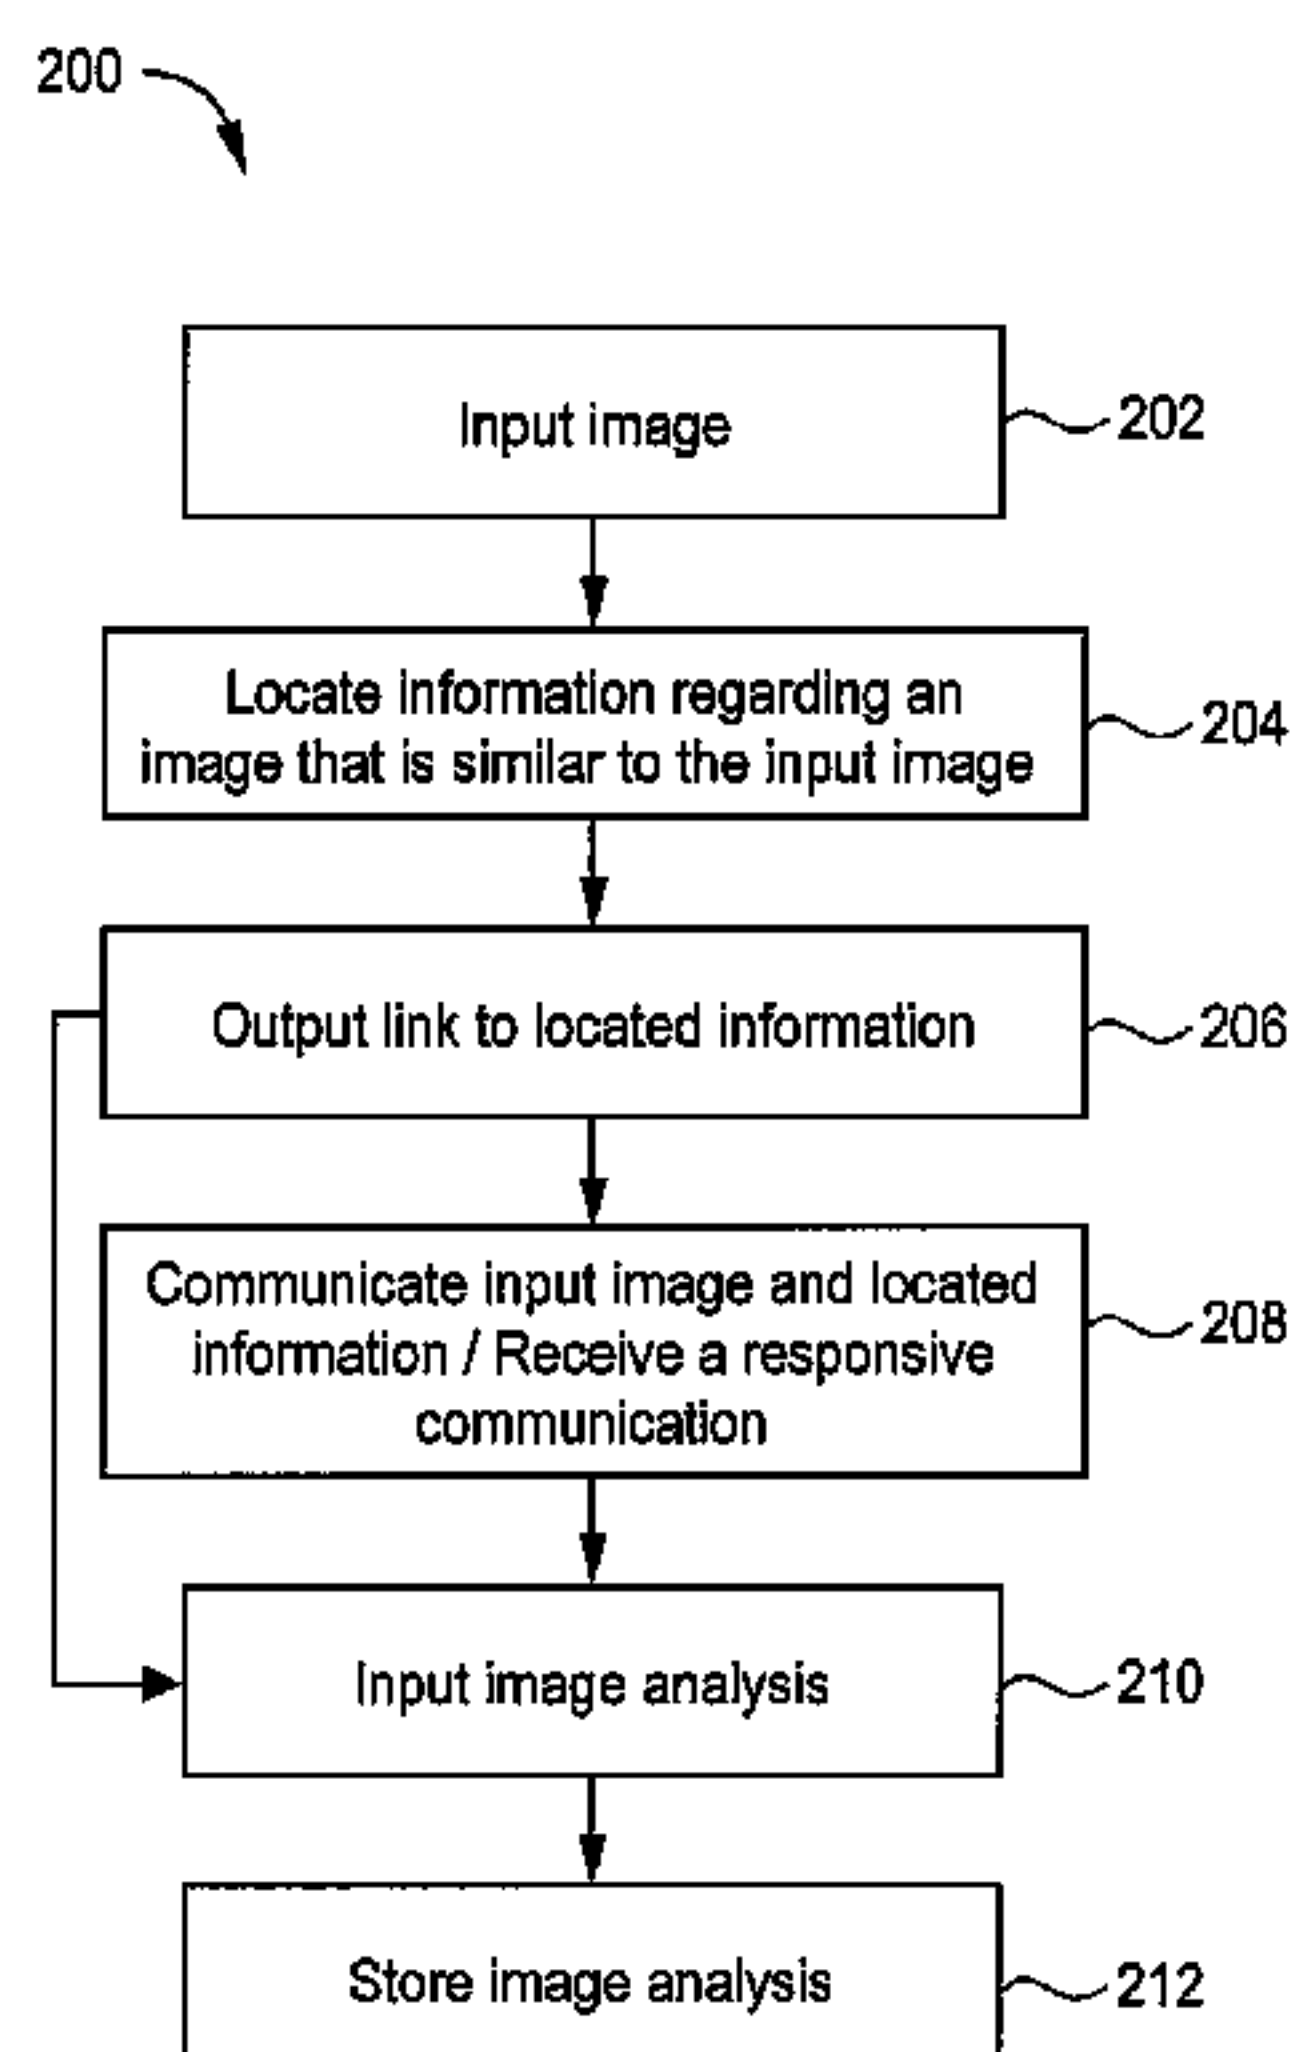 200
Input image
202
Locate information regarding an
image that is similar to the input image
204
Output link to located information
206
Communicate input image and located
information / Receive a responsive
communication
208
Input image analysis
210
Store image analysis
212